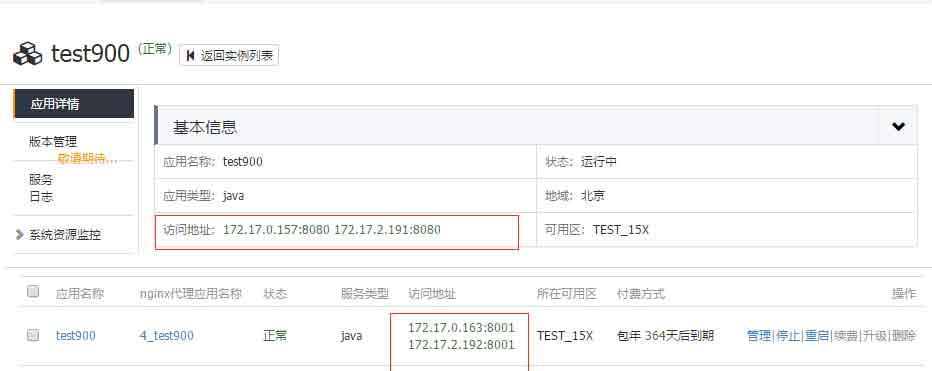 test900 (正常) 返回实例列表
应用详情
版本管理
敬请期待...
服务
日志
系统资源监控
基本信息
应用名称: test900 状态: 运行中
应用类型: java 地域: 北京
访问地址: 172.17.0.157:8080 172.17.2.191:8080 可用区: TEST_15X
应用名称 nginx代理应用名称 状态 服务类型 访问地址 所在可用区 付费方式 操作
test900 4_test900 正常 java 172.17.0.163:8001 TEST_15X 包年 364天后到期 管理|停止|重启|续费|升级|删除
172.17.2.192:8001